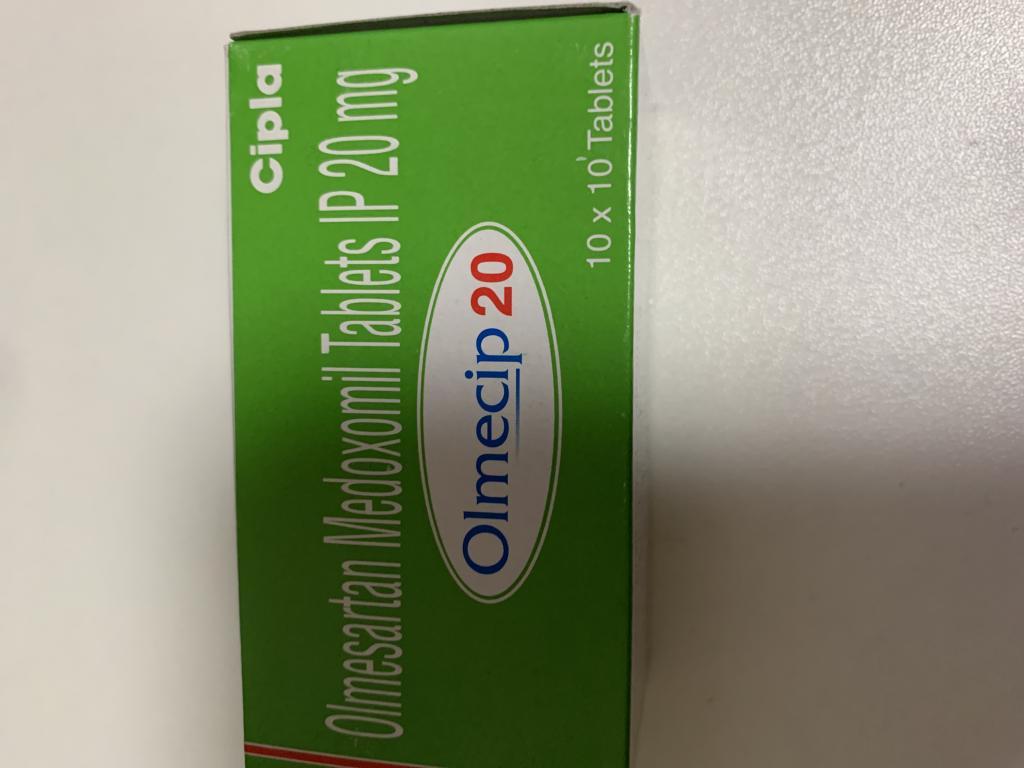 Cipla
Olmesartan Medoxomil Tablets IP 20 mg
Olmecip 20
10 x 10' Tablets